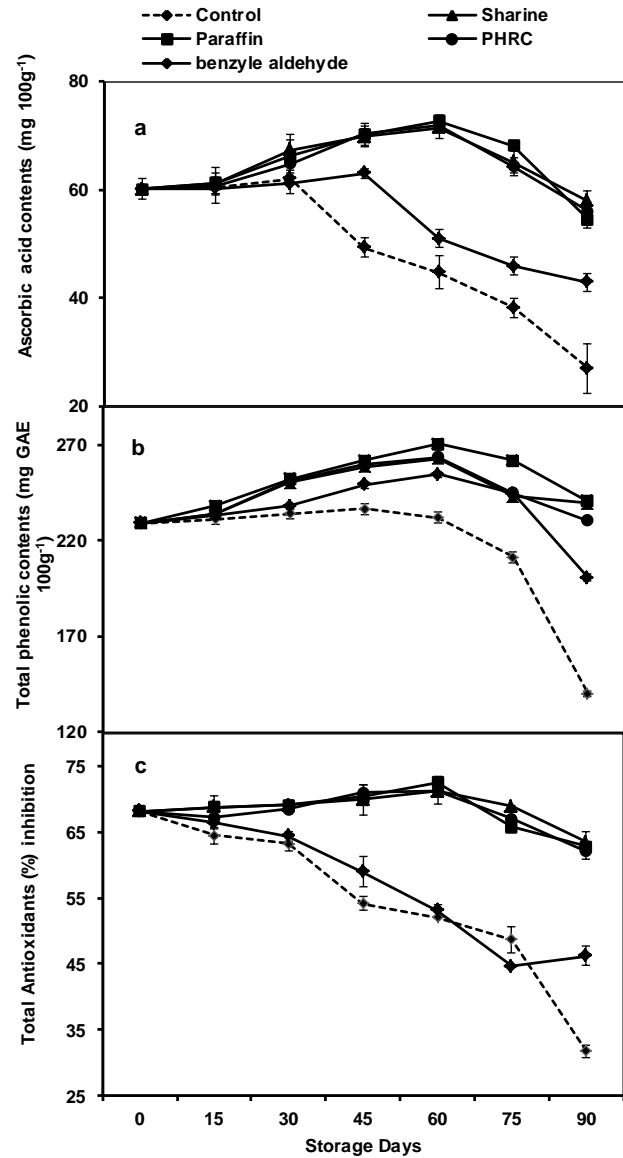 Control Sharine
Paraffin PHRC
benzyle aldehyde
80
60
40
20
Ascorbic acid contents (mg 100g-1)
a
270
220
170
120
Total phenolic contents (mg GAE
100g-1)
b
75
65
55
45
35
25
Total Antioxidants (%) inhibition
c
0 15 30 45 60 75 90
Storage Days